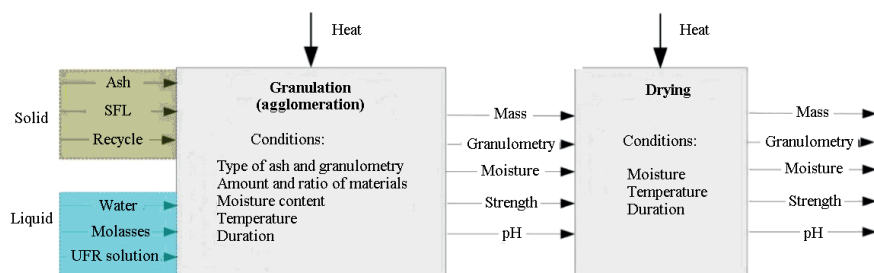 Heat
Heat
Solid
Ash
SFL
Recycle
Liquid
Water
Molasses
UFR solution
Granulation
(agglomeration)
Conditions:
Type of ash and granulometry
Amount and ratio of materials
Moisture content
Temperature
Duration
Mass
Granulometry
Moisture
Strength
pH
Drying
Conditions:
Moisture
Temperature
Duration
Mass
Granulometry
Moisture
Strength
pH